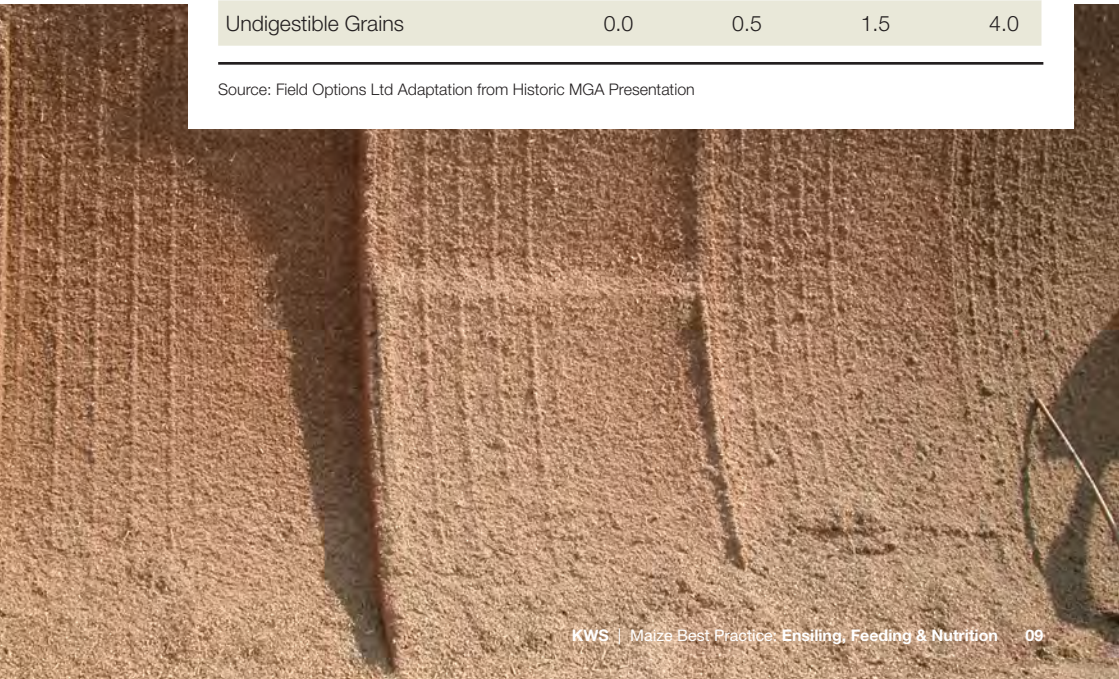 Undigestible Grains 0.0 0.5 1.5 4.0
Source: Field Options Ltd Adaptation from Historic MGA Presentation
KWS | Maize Best Practice: Ensiling, Feeding & Nutrition 09